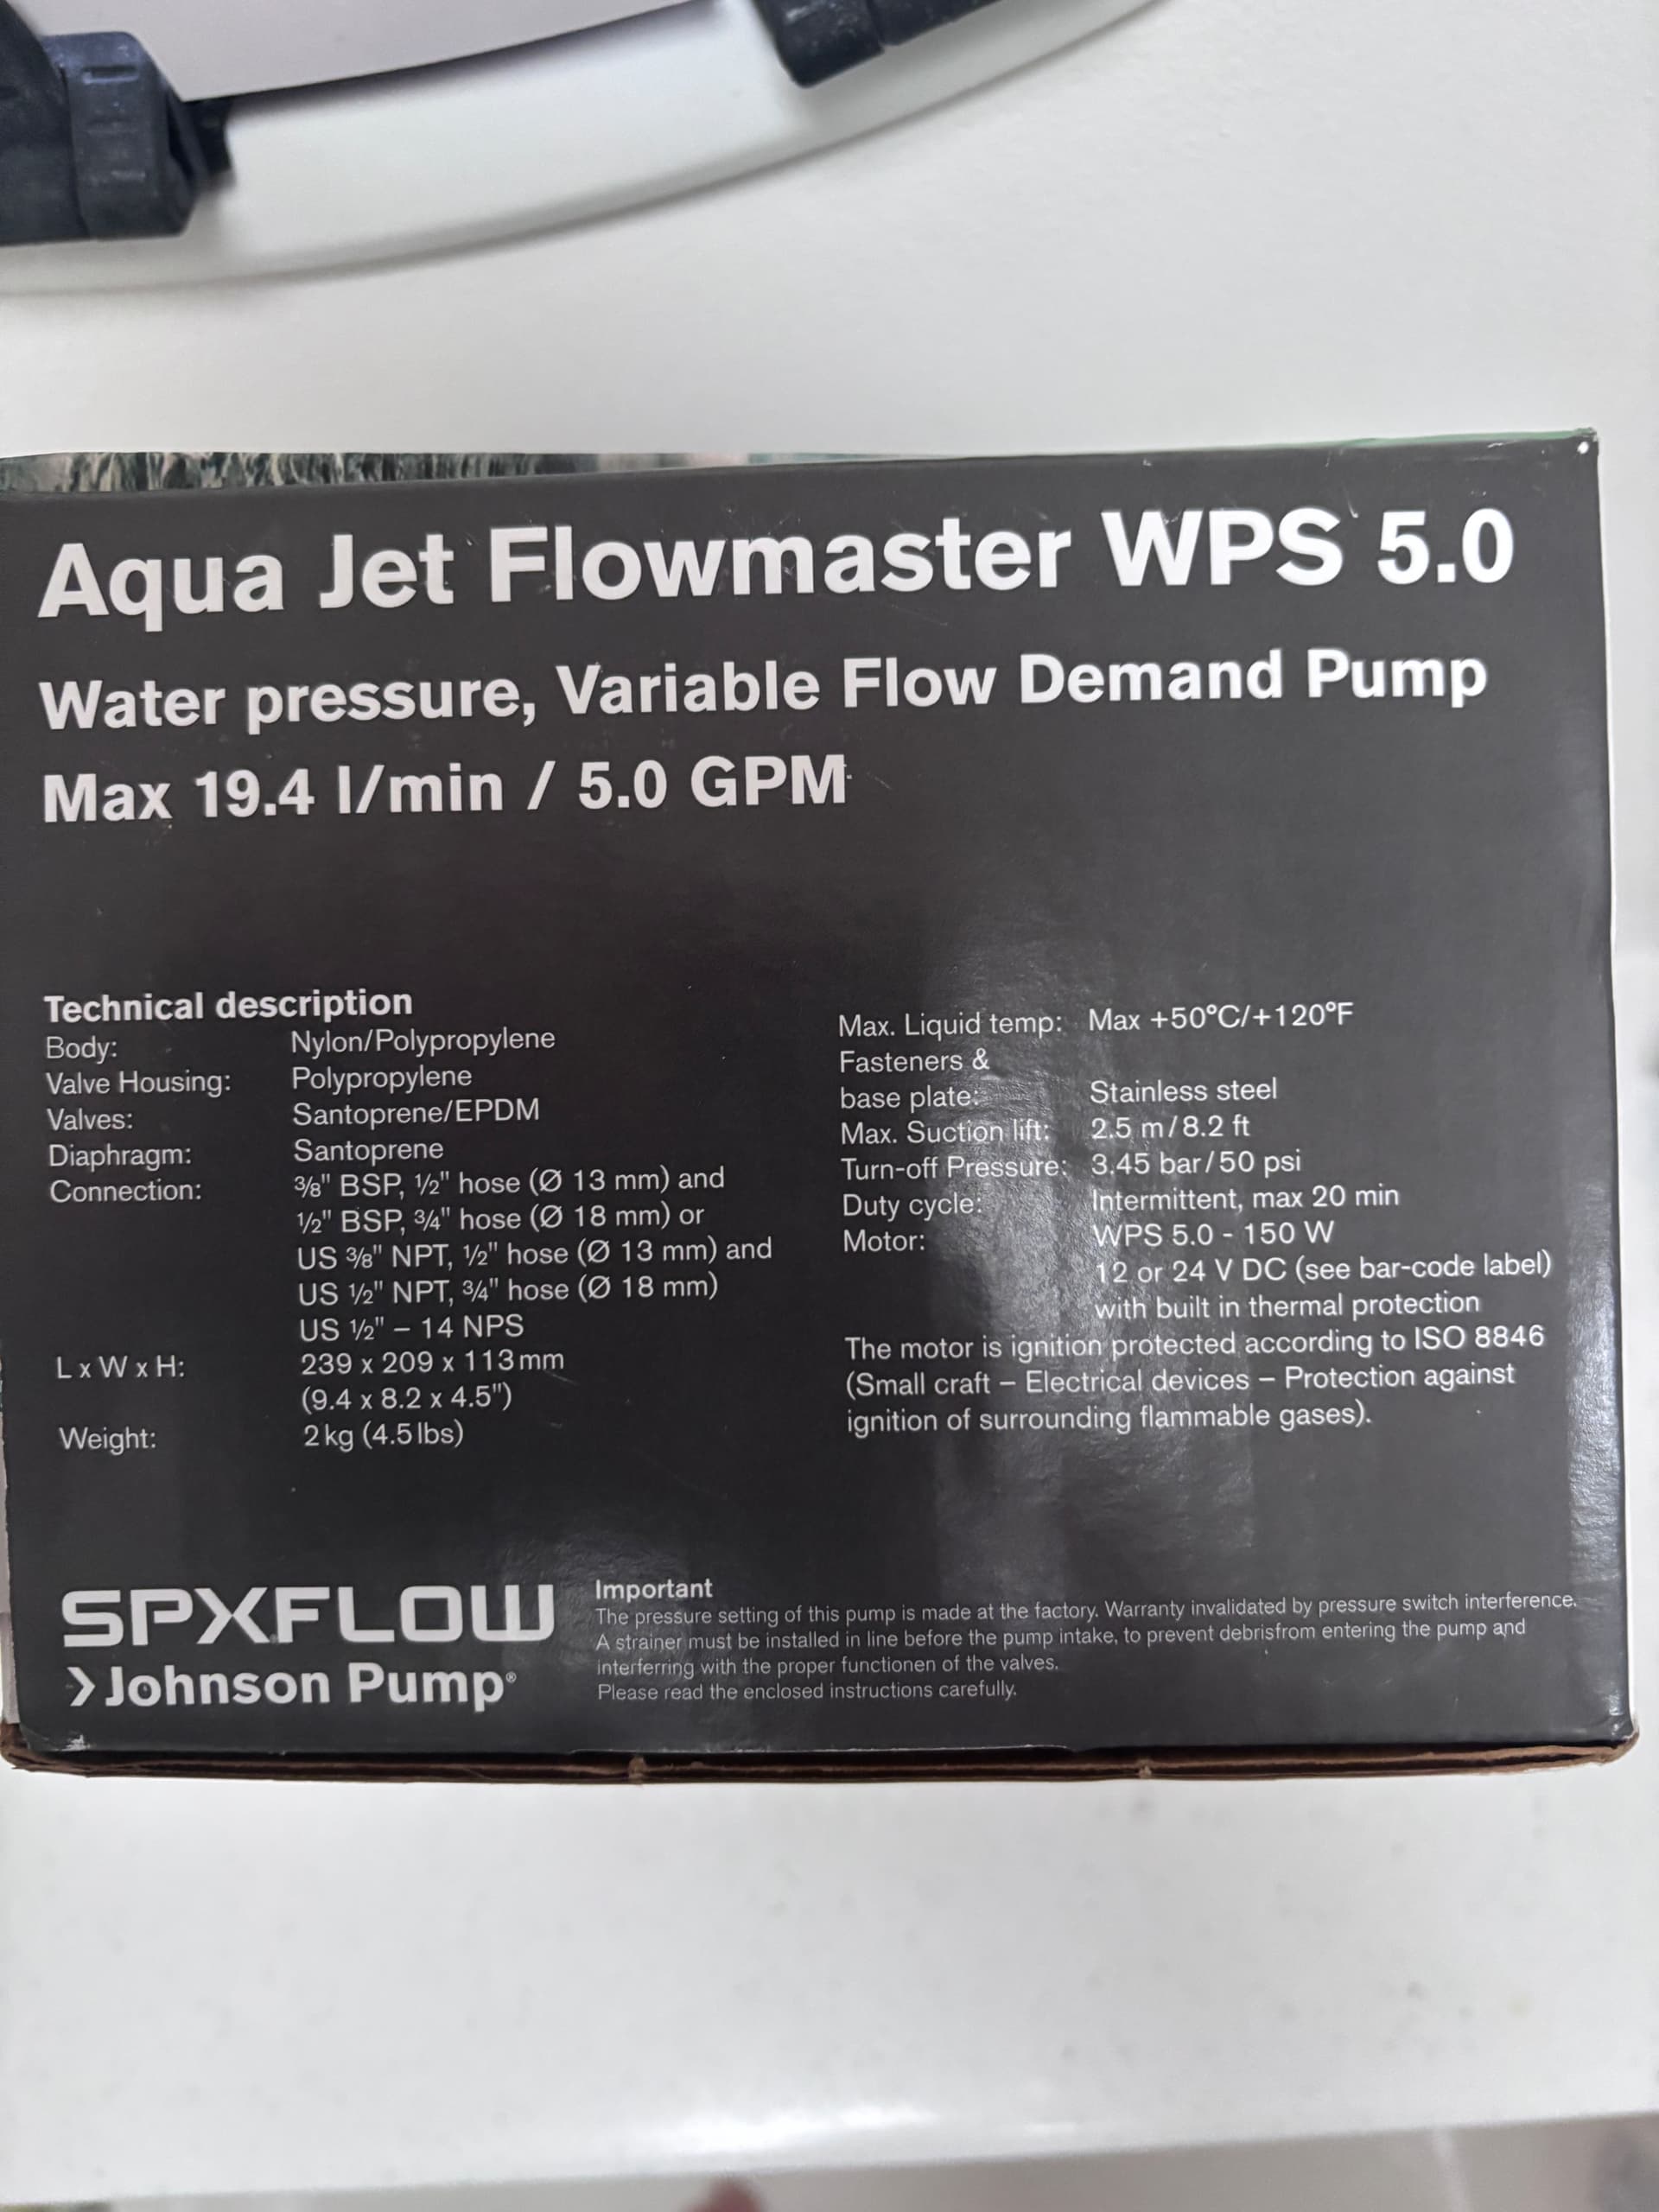 Aqua Jet Flowmaster WPS 5.0
Water pressure, Variable Flow Demand Pump
Max 19.4 l/min / 5.0 GPM
Technical description
Body: Nylon/Polypropylene
Valve Housing: Polypropylene
Valves: Santoprene/EPDM
Diaphragm: Santoprene
Connection: ⅜" BSP, ½" hose (Ø 13 mm) and
½" BSP, ¾" hose (Ø 18 mm) or
US ⅜" NPT, ½" hose (Ø 13 mm) and
US ½" NPT, ¾" hose (Ø 18 mm)
US ½" – 14 NPS
L x W x H: 239 x 209 x 113mm
(9.4 x 8.2 x 4.5")
Weight: 2kg (4.5lbs)
Max. Liquid temp: Max +50°C/+120°F
Fasteners &
base plate: Stainless steel
Max. Suction lift: 2.5 m/8.2 ft
Turn-off Pressure: 3.45 bar/50 psi
Duty cycle: Intermittent, max 20 min
Motor: WPS 5.0 - 150 W
12 or 24 V DC (see bar-code label)
with built in thermal protection
The motor is ignition protected according to ISO 8846
(Small craft – Electrical devices – Protection against
ignition of surrounding flammable gases).
SPXFLOW
>Johnson Pump®
Important
The pressure setting of this pump is made at the factory. Warranty invalidated by pressure switch interference.
A strainer must be installed in line before the pump intake, to prevent debrisfrom entering the pump and
interferring with the proper functionen of the valves.
Please read the enclosed instructions carefully.